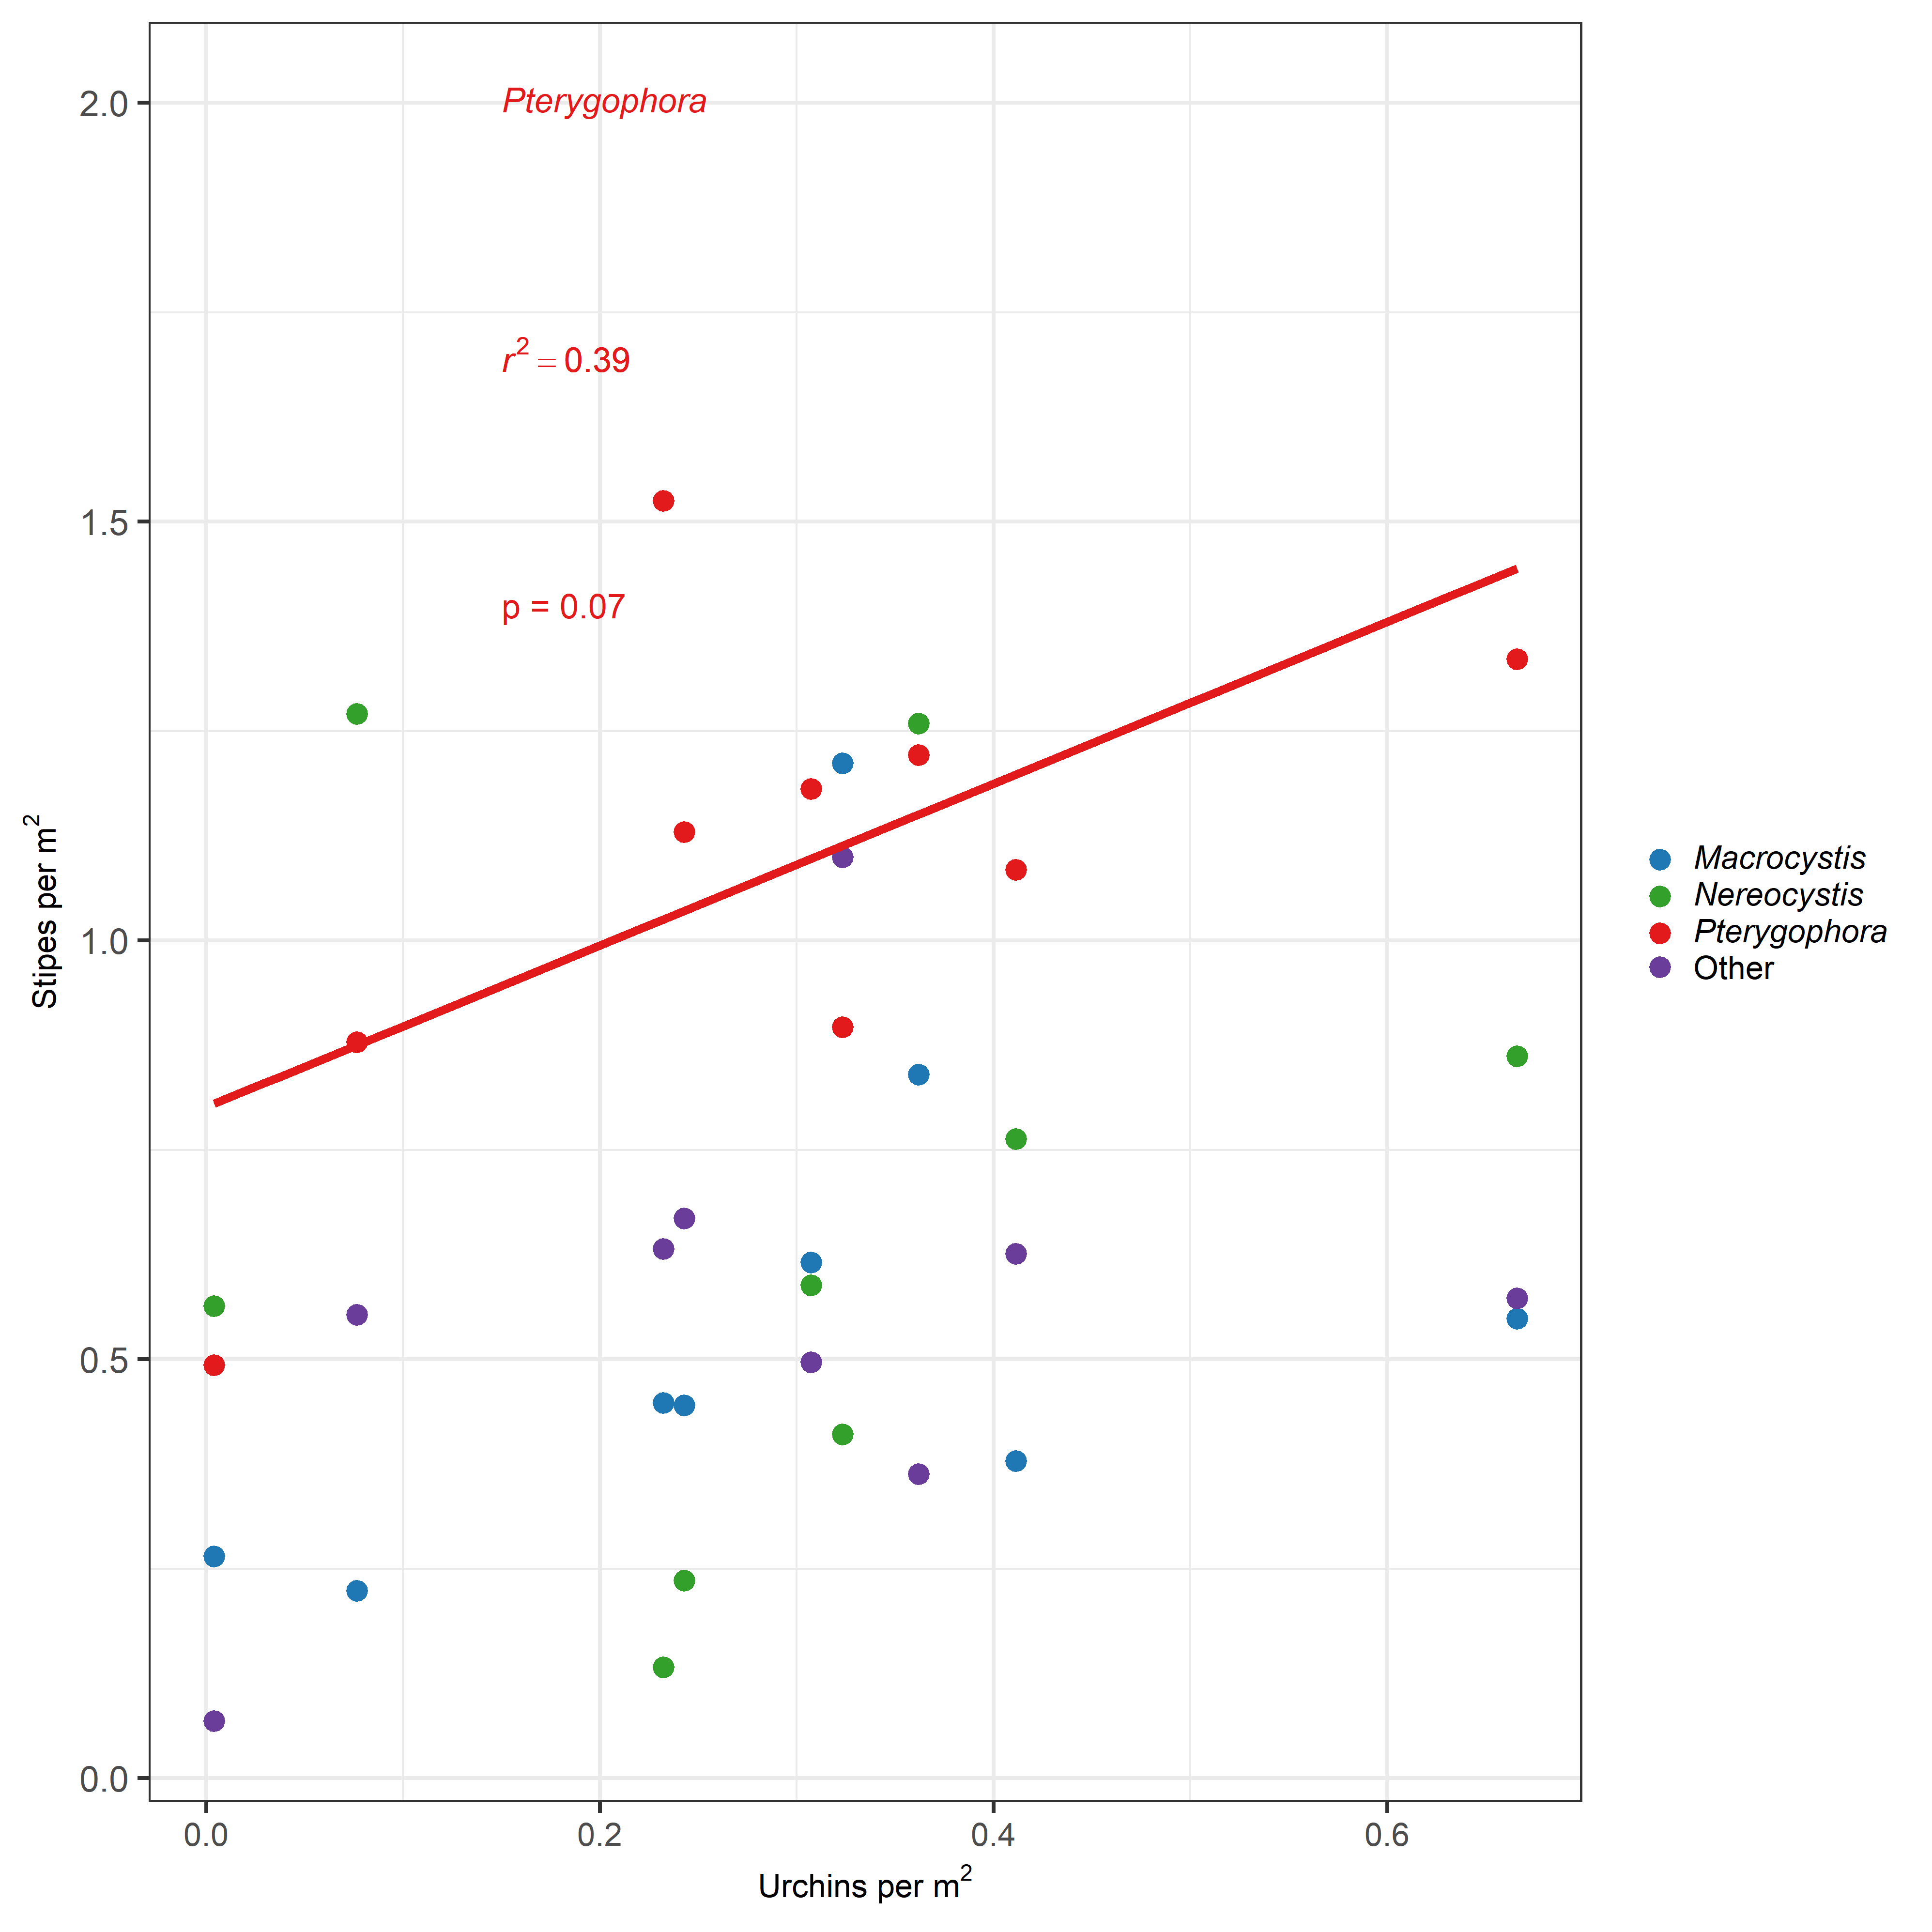 Pterygophora
r² = 0.39
p = 0.07
2.0
1.5
1.0
0.5
0.0
Stipes per m²
0.0 0.2 0.4 0.6
Urchins per m²
Macrocystis
Nereocystis
Pterygophora
Other